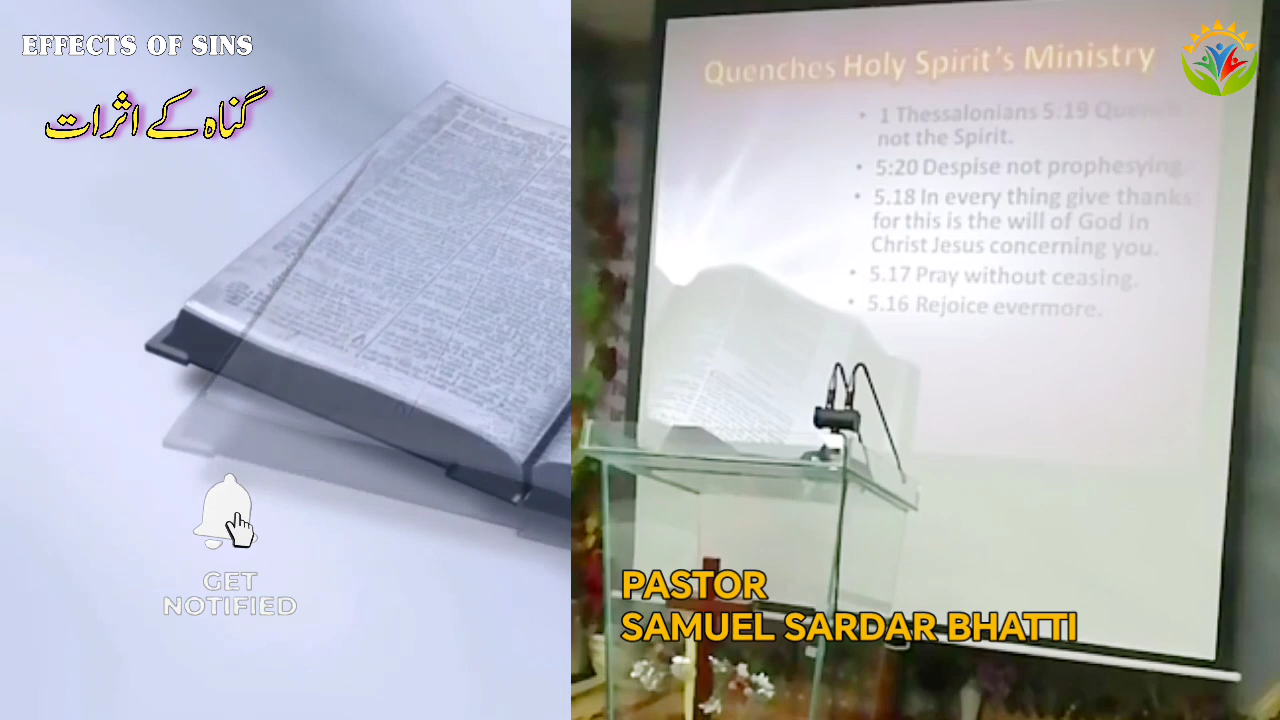 EFFECTS OF SINS
گناہ کے اثرات
GET
NOTIFIED
Quenches Holy Spirit's Ministry
• 1 Thessalonians 5.19 Quench
not the Spirit.
• 5:20 Despise not prophesying
• 5.18 In every thing give thanks
for this is the will of God in
Christ Jesus concerning you.
• 5.17 Pray without ceasing.
• 5.16 Rejoice evermore.
PASTOR
SAMUEL SARDAR BHATTI